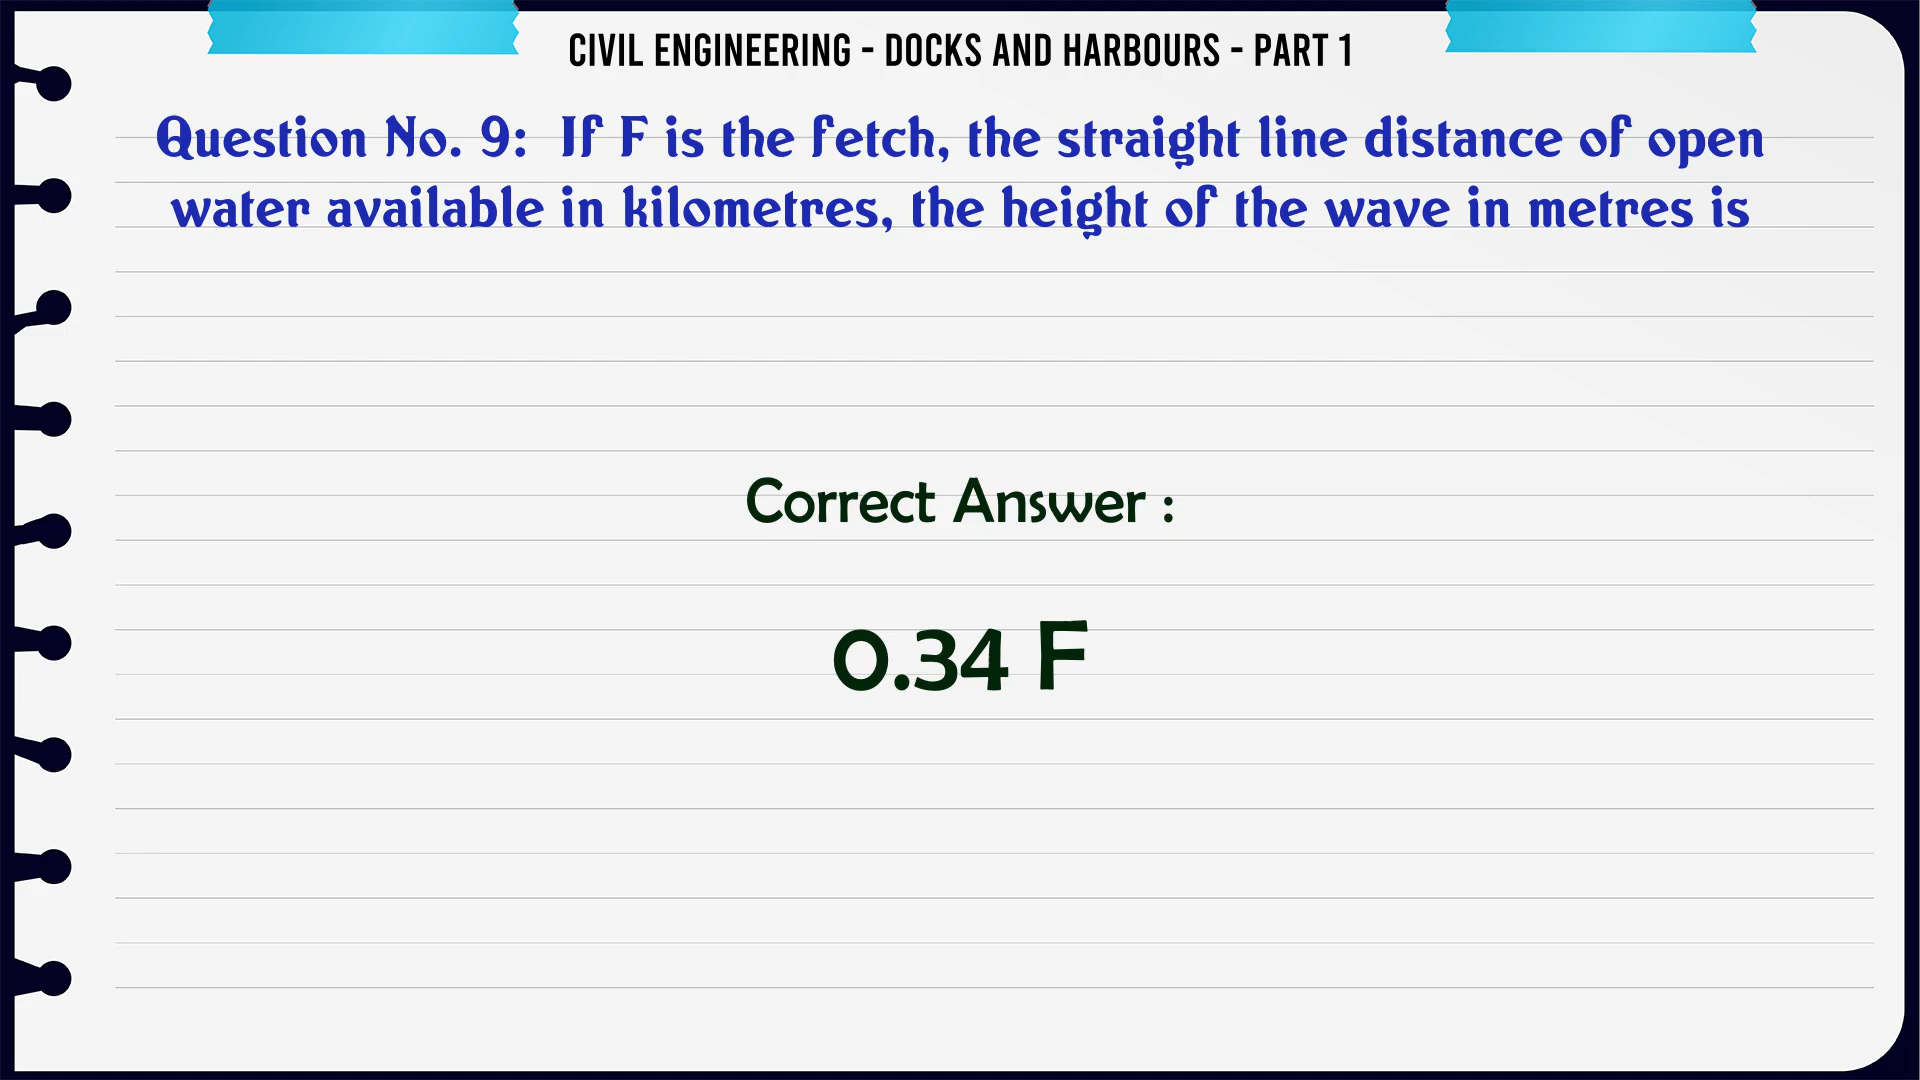 CIVIL ENGINEERING - DOCKS AND HARBOURS - PART 1
Question No. 9: If F is the fetch, the straight line distance of open
water available in kilometres, the height of the wave in metres is
Correct Answer :
0.34 F